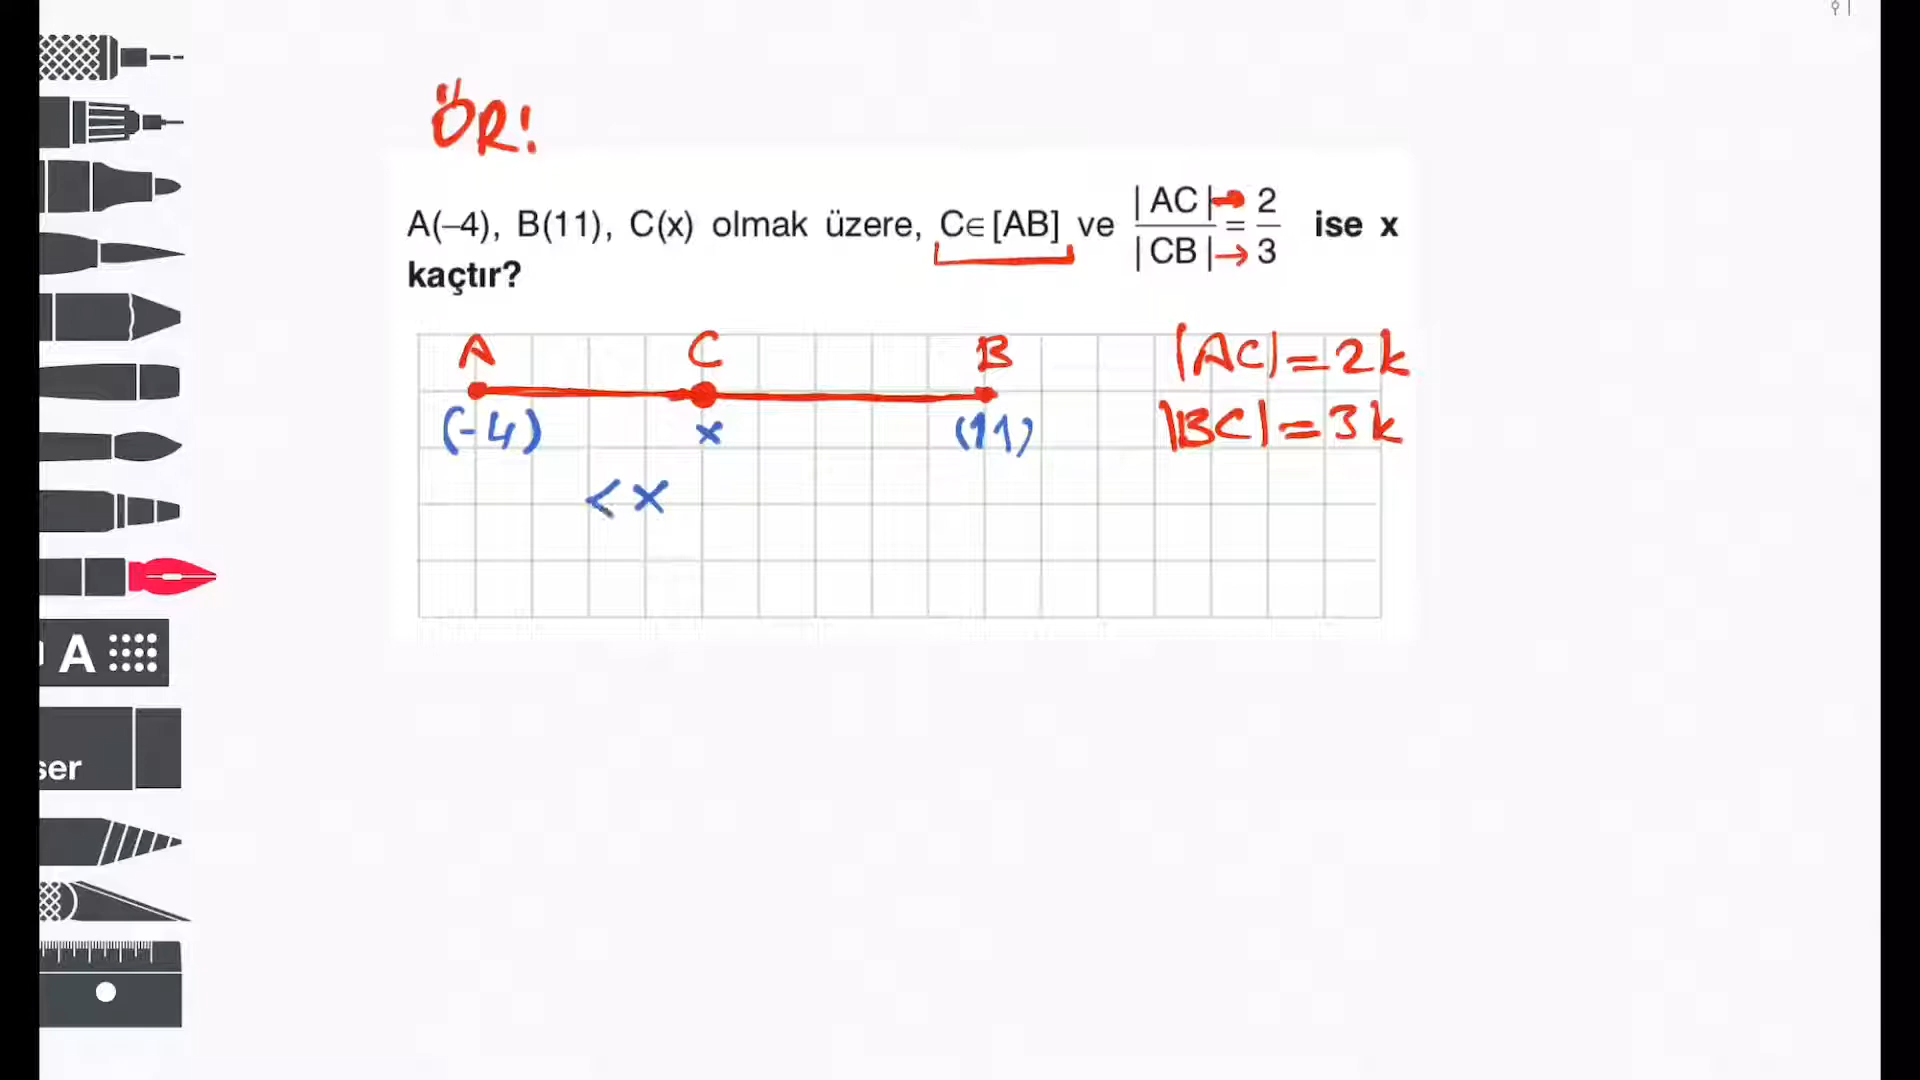 ÖR!
A(–4), B(11), C(x) olmak üzere, C∈[AB] ve |AC| / |CB| = 2 / 3 ise x
kaçtır?
A C B |AC|=2k
(-4) x (11) |BC|=3k
<x
A
ser